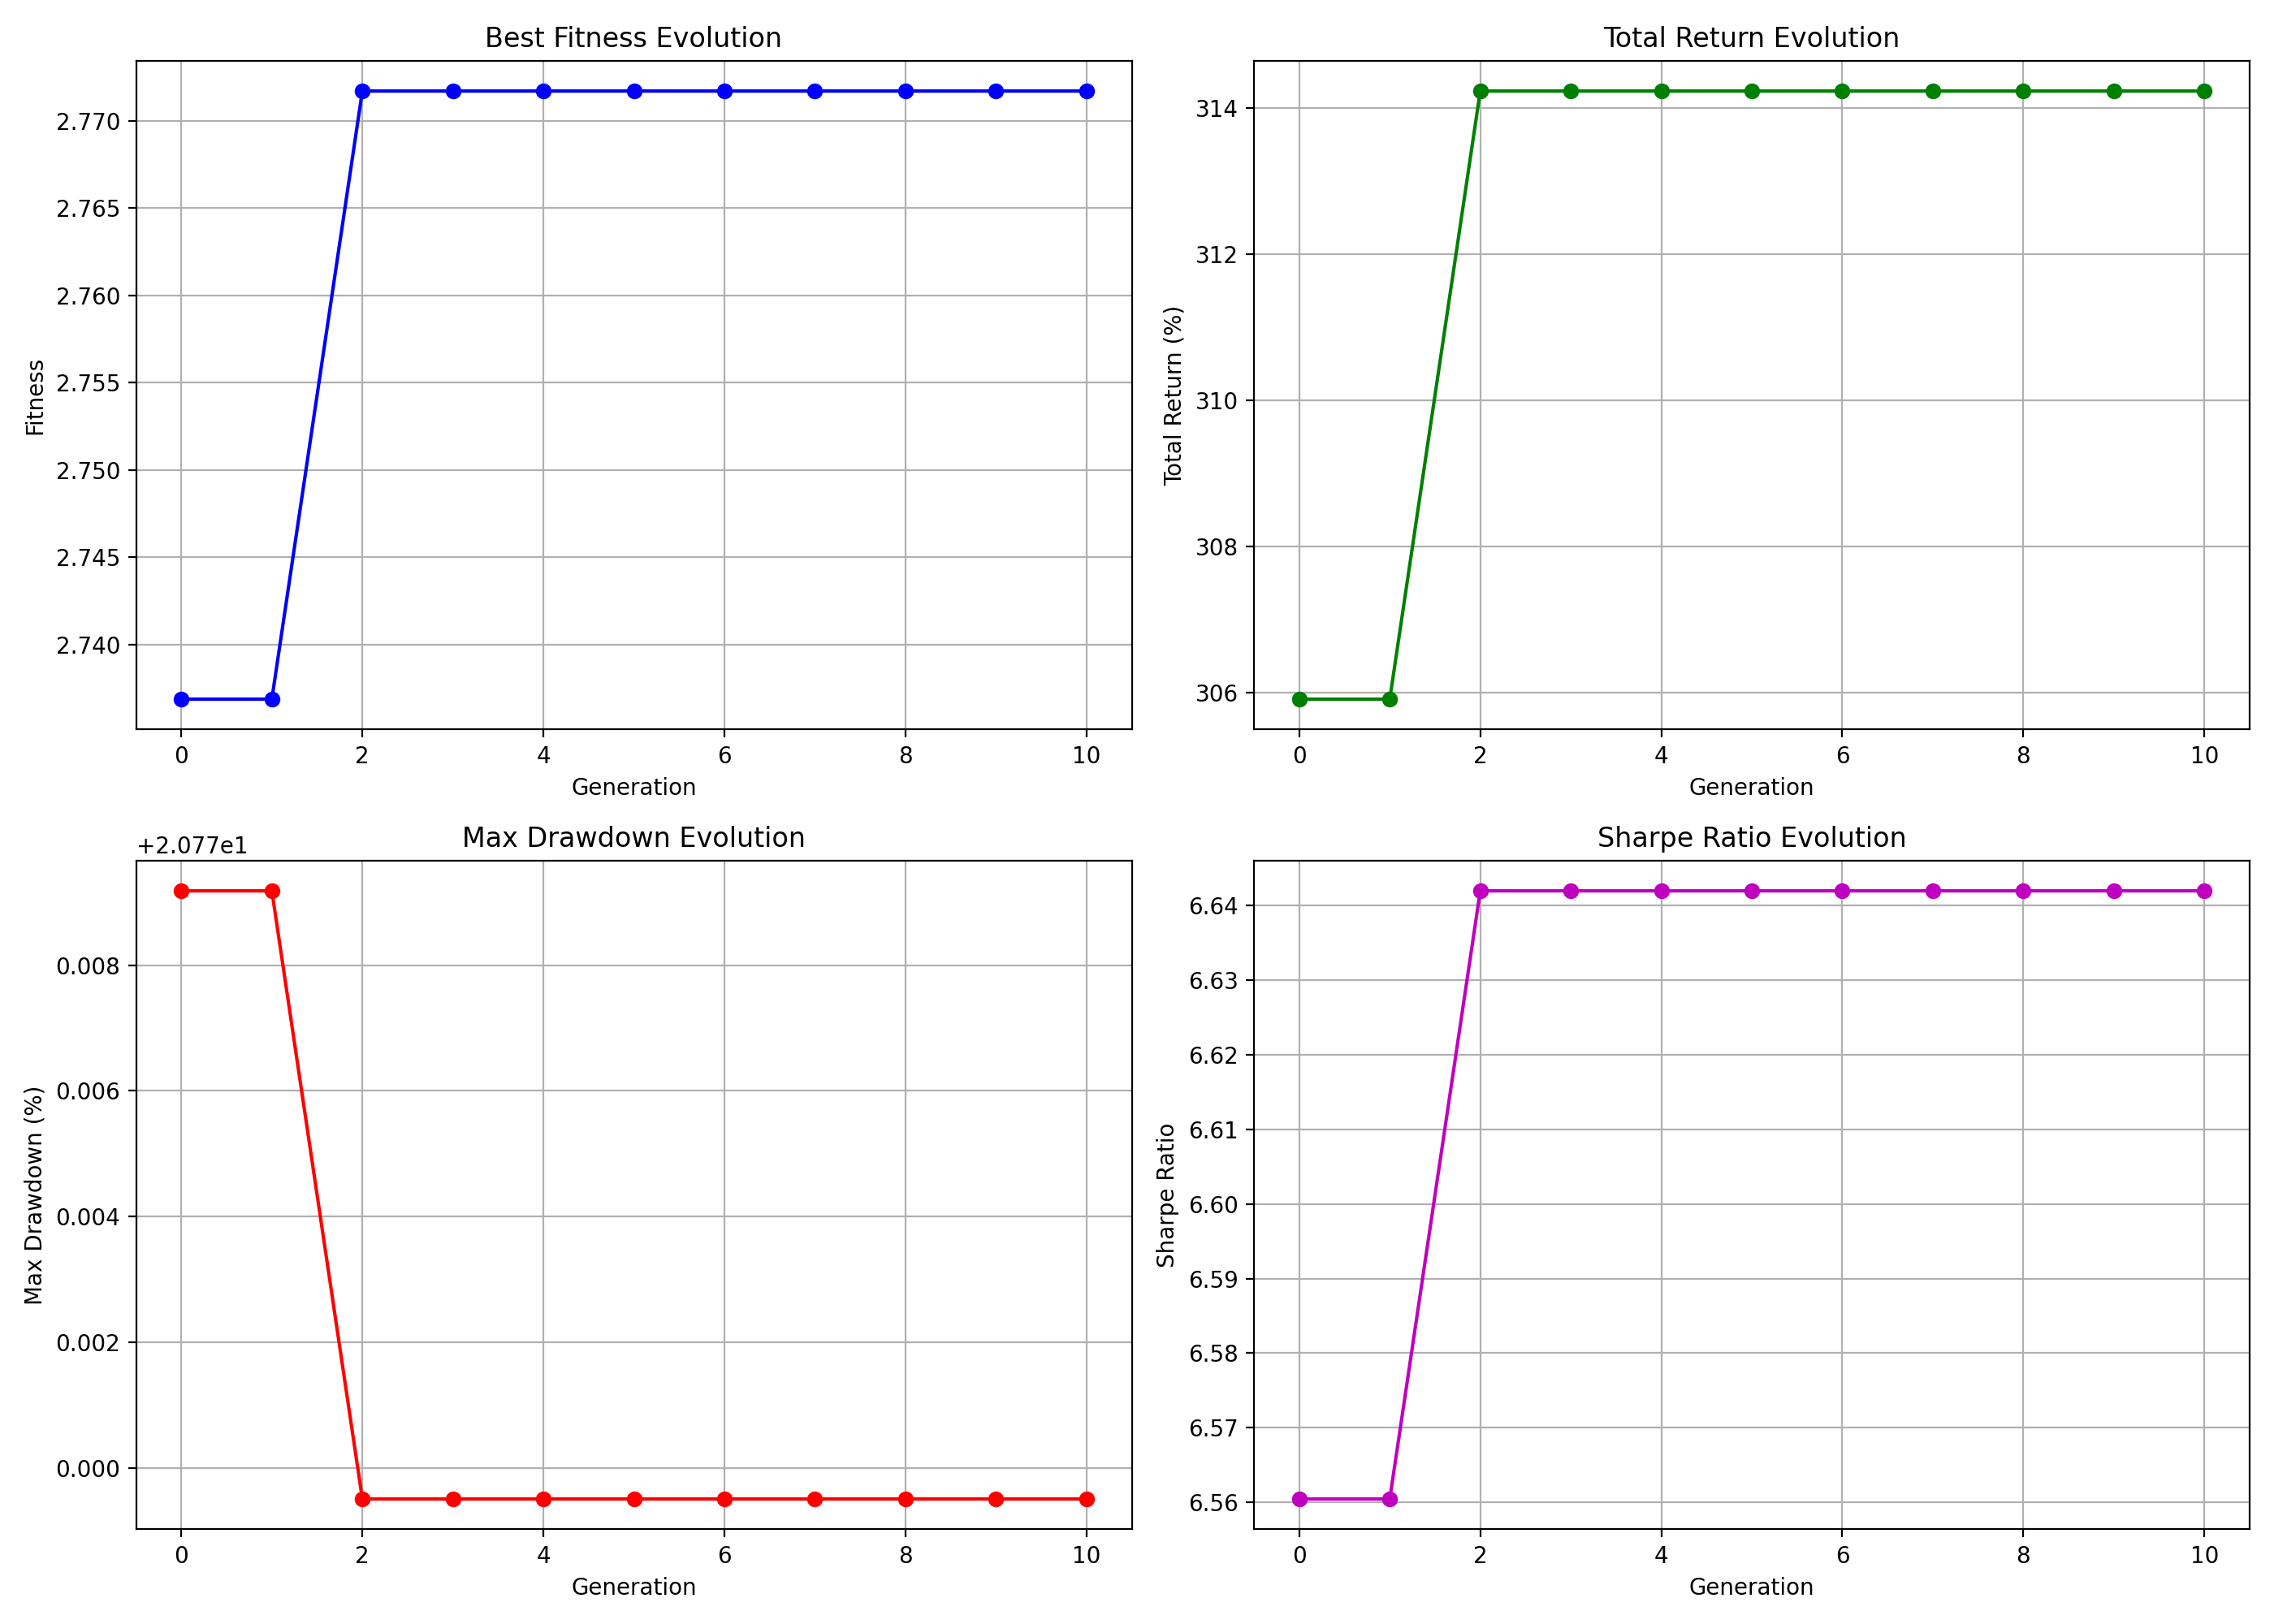 Best Fitness Evolution
Fitness
2.770
2.765
2.760
2.755
2.750
2.745
2.740
0 2 4 6 8 10
Generation
Total Return Evolution
Total Return (%)
314
312
310
308
306
0 2 4 6 8 10
Generation
Max Drawdown Evolution
+2.077e1
Max Drawdown (%)
0.008
0.006
0.004
0.002
0.000
0 2 4 6 8 10
Generation
Sharpe Ratio Evolution
Sharpe Ratio
6.64
6.63
6.62
6.61
6.60
6.59
6.58
6.57
6.56
0 2 4 6 8 10
Generation